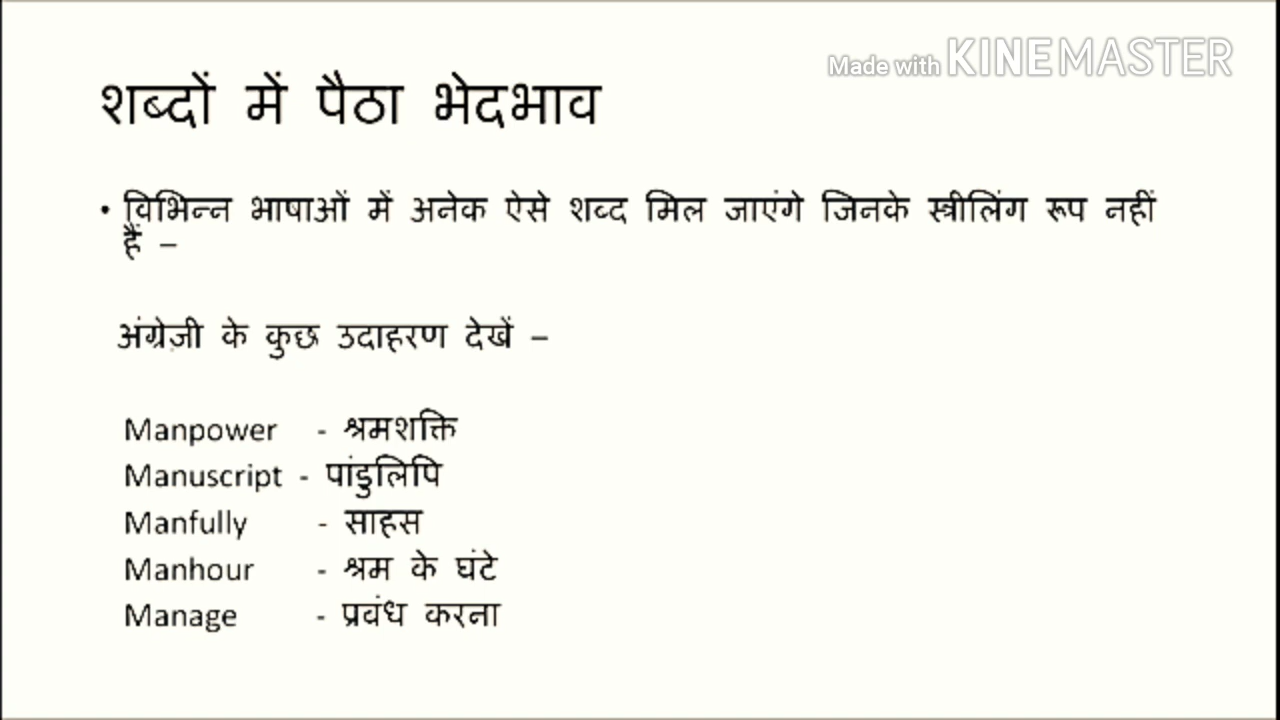 Made with KINEMASTER
शब्दों में पैठा भेदभाव
• विभिन्न भाषाओं में अनेक ऐसे शब्द मिल जाएंगे जिनके स्त्रीलिंग रूप नहीं
हैं –
अंग्रेज़ी के कुछ उदाहरण देखें –
Manpower - श्रमशक्ति
Manuscript - पांडुलिपि
Manfully - साहस
Manhour - श्रम के घंटे
Manage - प्रबंध करना